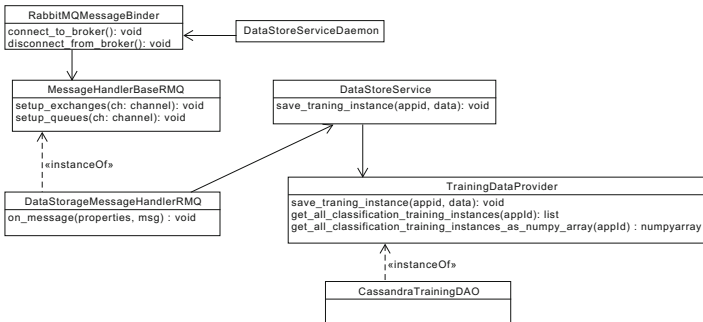 RabbitMQMessageBinder
connect_to_broker(): void
disconnect_from_broker(): void
DataStoreServiceDaemon
MessageHandlerBaseRMQ
setup_exchanges(ch: channel): void
setup_queues(ch: channel): void
DataStoreService
save_traning_instance(appid, data): void
«instanceOf»
DataStorageMessageHandlerRMQ
on_message(properties, msg) : void
TrainingDataProvider
save_traning_instance(appid, data): void
get_all_classification_training_instances(appId): list
get_all_classification_training_instances_as_numpy_array(appId) : numpyarray
«instanceOf»
CassandraTrainingDAO